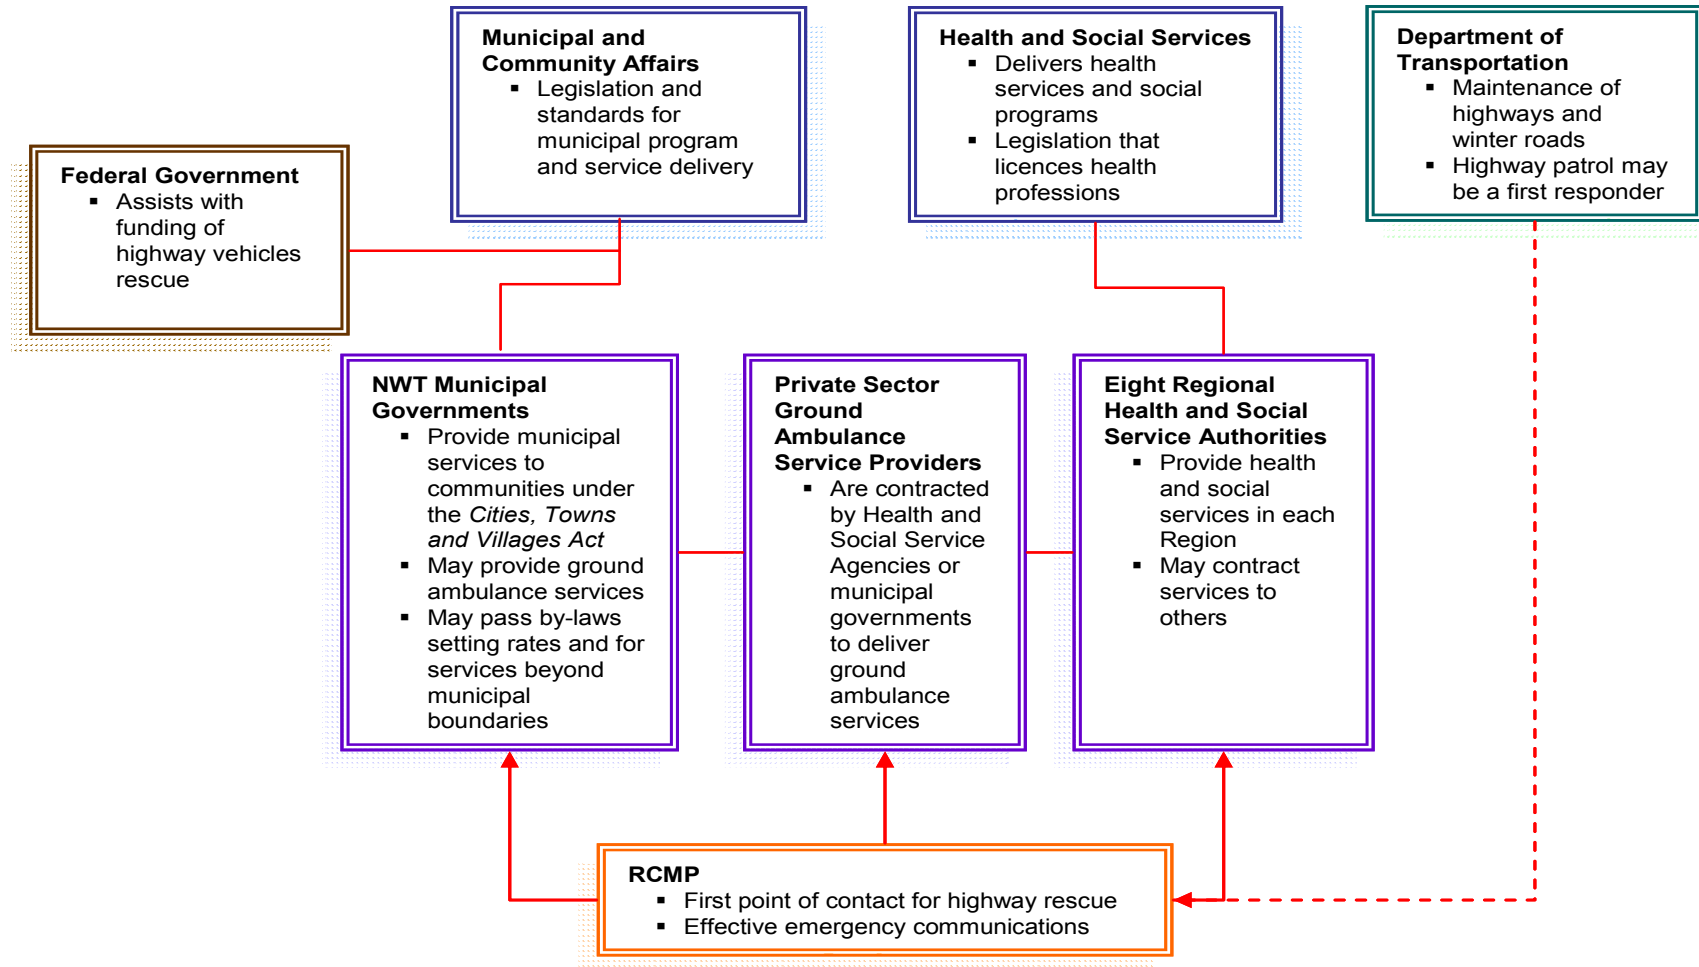 Municipal and
Community Affairs
▪ Legislation and
standards for
municipal program
and service delivery
Health and Social Services
▪ Delivers health
services and social
programs
▪ Legislation that
licences health
professions
Department of
Transportation
▪ Maintenance of
highways and
winter roads
▪ Highway patrol may
be a first responder
Federal Government
▪ Assists with
funding of
highway vehicles
rescue
NWT Municipal
Governments
▪ Provide municipal
services to
communities under
the Cities, Towns
and Villages Act
▪ May provide ground
ambulance services
▪ May pass by-laws
setting rates and for
services beyond
municipal
boundaries
Private Sector
Ground
Ambulance
Service Providers
▪ Are contracted
by Health and
Social Service
Agencies or
municipal
governments
to deliver
ground
ambulance
services
Eight Regional
Health and Social
Service Authorities
▪ Provide health
and social
services in each
Region
▪ May contract
services to
others
RCMP
▪ First point of contact for highway rescue
▪ Effective emergency communications